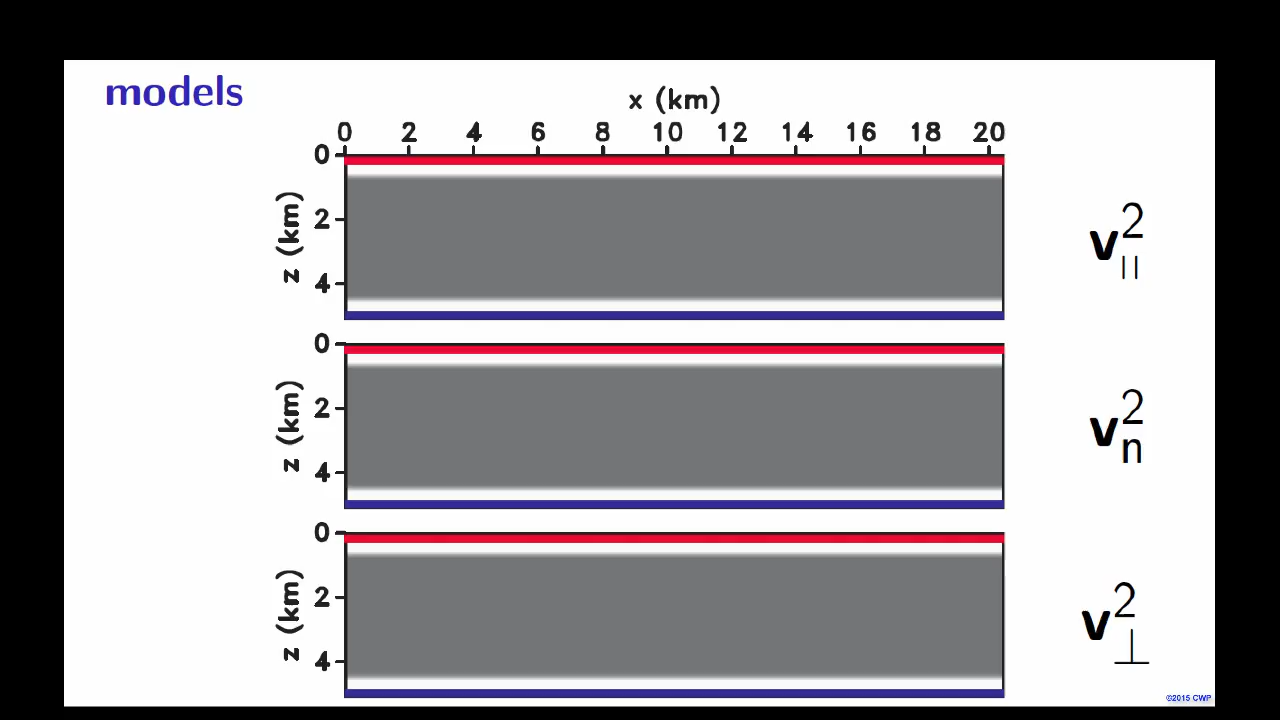 models
x (km)
0 2 4 6 8 10 12 14 16 18 20
0
2
4
z (km)
v²
||
0
2
4
z (km)
v²
n
0
2
4
z (km)
v²
⊥
©2015 CWP